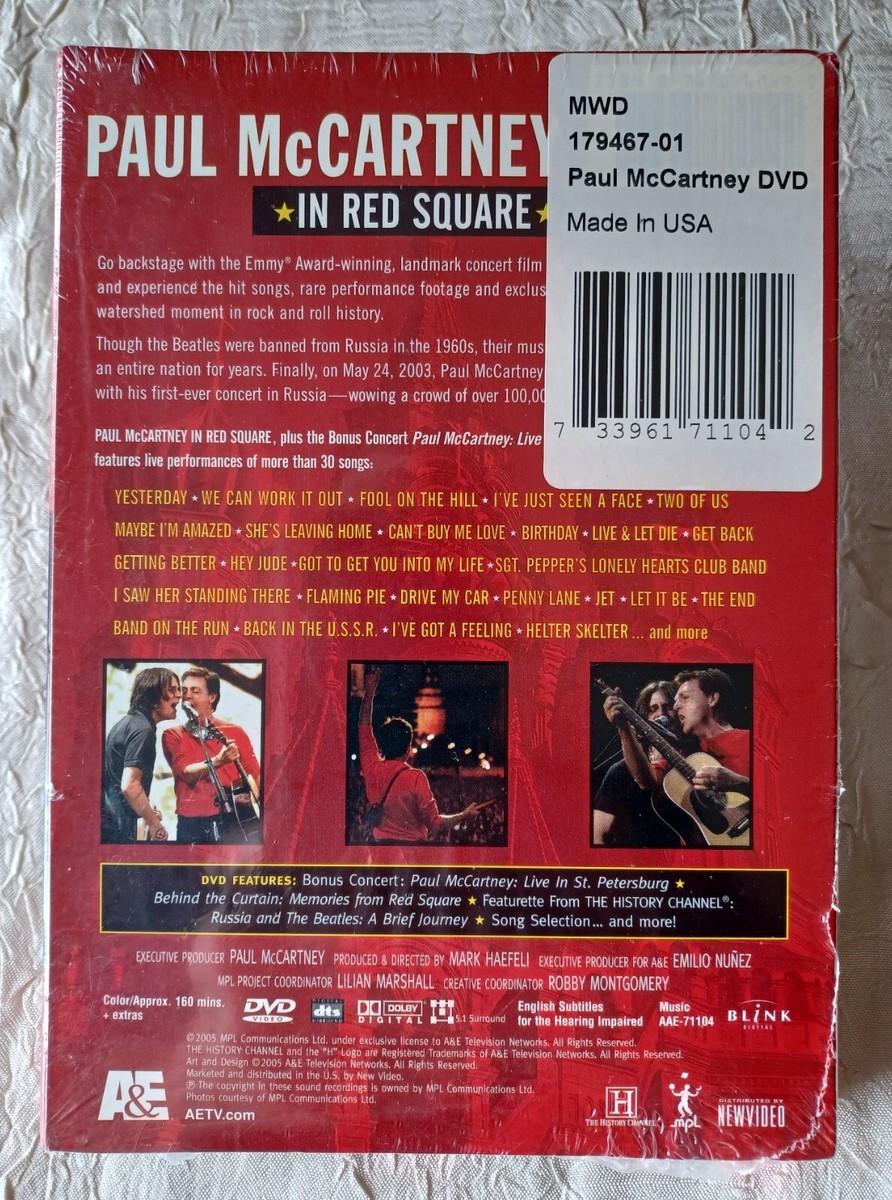 PAUL McCARTNEY
★IN RED SQUARE★
MWD
179467-01
Paul McCartney DVD
Made In USA
7 33961 71104 2
Go backstage with the Emmy® Award-winning, landmark concert film
and experience the hit songs, rare performance footage and exclus
watershed moment in rock and roll history.
Though the Beatles were banned from Russia in the 1960s, their mus
an entire nation for years. Finally, on May 24, 2003, Paul McCartney
with his first-ever concert in Russia—wowing a crowd of over 100,00
PAUL McCARTNEY IN RED SQUARE, plus the Bonus Concert Paul McCartney: Live
features live performances of more than 30 songs:
YESTERDAY ★ WE CAN WORK IT OUT ★ FOOL ON THE HILL ★ I'VE JUST SEEN A FACE ★ TWO OF US
MAYBE I'M AMAZED ★ SHE'S LEAVING HOME ★ CAN'T BUY ME LOVE ★ BIRTHDAY ★ LIVE & LET DIE ★ GET BACK
GETTING BETTER ★ HEY JUDE ★ GOT TO GET YOU INTO MY LIFE ★ SGT. PEPPER'S LONELY HEARTS CLUB BAND
I SAW HER STANDING THERE ★ FLAMING PIE ★ DRIVE MY CAR ★ PENNY LANE ★ JET ★ LET IT BE ★ THE END
BAND ON THE RUN ★ BACK IN THE U.S.S.R. ★ I'VE GOT A FEELING ★ HELTER SKELTER ... and more
DVD FEATURES: Bonus Concert: Paul McCartney: Live In St. Petersburg ★
Behind the Curtain: Memories from Red Square ★ Featurette From THE HISTORY CHANNEL®:
Russia and The Beatles: A Brief Journey ★ Song Selection... and more!
EXECUTIVE PRODUCER PAUL McCARTNEY PRODUCED & DIRECTED BY MARK HAEFELI EXECUTIVE PRODUCER FOR A&E EMILIO NUÑEZ
MPL PROJECT COORDINATOR LILIAN MARSHALL CREATIVE COORDINATOR ROBBY MONTGOMERY
Color/Approx. 160 mins.
+ extras
DVD
VIDEO
DIGITAL
dts
DOLBY
DIGITAL
5.1 Surround
English Subtitles
for the Hearing Impaired
Music
AAE-71104
BLINK
DIGITAL
©2005 MPL Communications Ltd. under exclusive license to A&E Television Networks. All Rights Reserved.
THE HISTORY CHANNEL and the "H" Logo are Registered Trademarks of A&E Television Networks. All Rights Reserved.
Art and Design ©2005 A&E Television Networks. All Rights Reserved.
Marketed and distributed in the U.S. by New Video.
℗ The copyright in these sound recordings is owned by MPL Communications Ltd.
Photos courtesy of MPL Communications Ltd.
A&E
AETV.com
H
THE HISTORY CHANNEL
mpL
DISTRIBUTED BY
NEWVIDEO